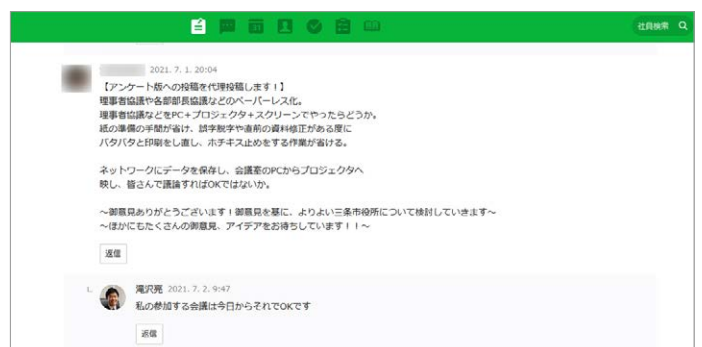 社員検索
31
2021. 7. 1. 20:04
【アンケート版への投稿を代理投稿します！】
理事者協議や各部部長協議などのペーパーレス化。
理事者協議などをPC＋プロジェクタ＋スクリーンでやったらどうか。
紙の準備の手間が省け、誤字脱字や直前の資料修正がある度に
バタバタと印刷をし直し、ホチキス止めをする作業が省ける。
ネットワークにデータを保存し、会議室のPCからプロジェクタへ
映し、皆さんで議論すればOKではないか。
～御意見ありがとうございます！御意見を基に、よりよい三条市役所について検討していきます～
～ほかにもたくさんの御意見、アイデアをお待ちしています！！～
返信
1.
滝沢亮 2021. 7. 2. 9:47
私の参加する会議は今日からそれでOKです
返信